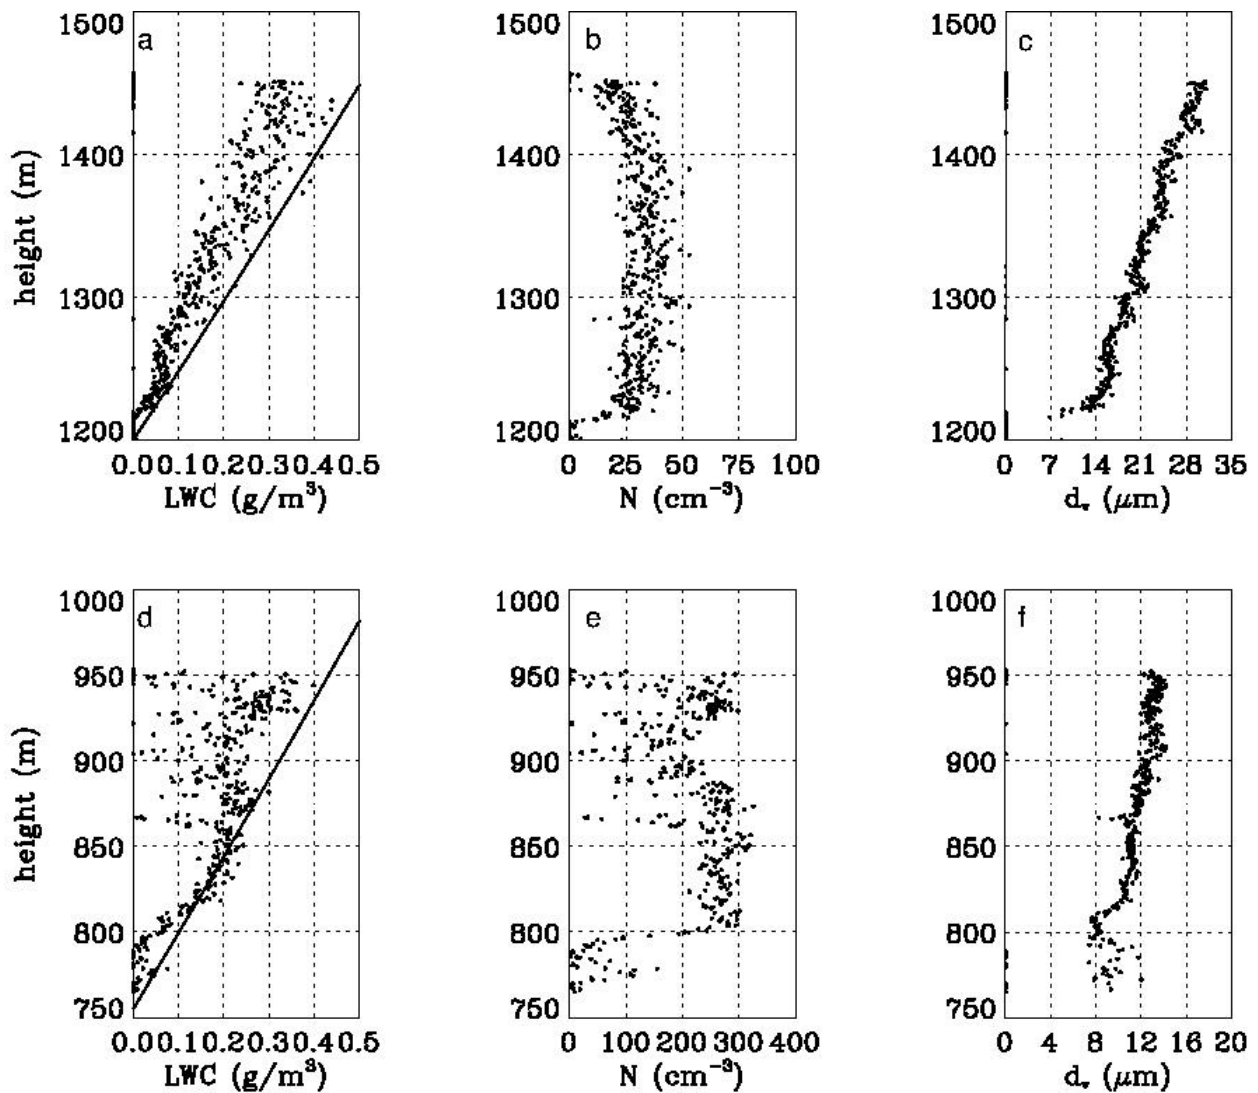 1500 a 1500 b 1500 c
1400 1400 1400
height (m)
1300 1300 1300
1200 1200 1200
0.00.10.20.30.40.5 0 25 50 75 100 0 7 14 21 28 35
LWC (g/m³) N (cm⁻³) dᵥ (μm)
1000 d 1000 e 1000 f
950 950 950
900 900 900
height (m)
850 850 850
800 800 800
750 750 750
0.00.10.20.30.40.5 0 100200300400 0 4 8 12 16 20
LWC (g/m³) N (cm⁻³) dᵥ (μm)